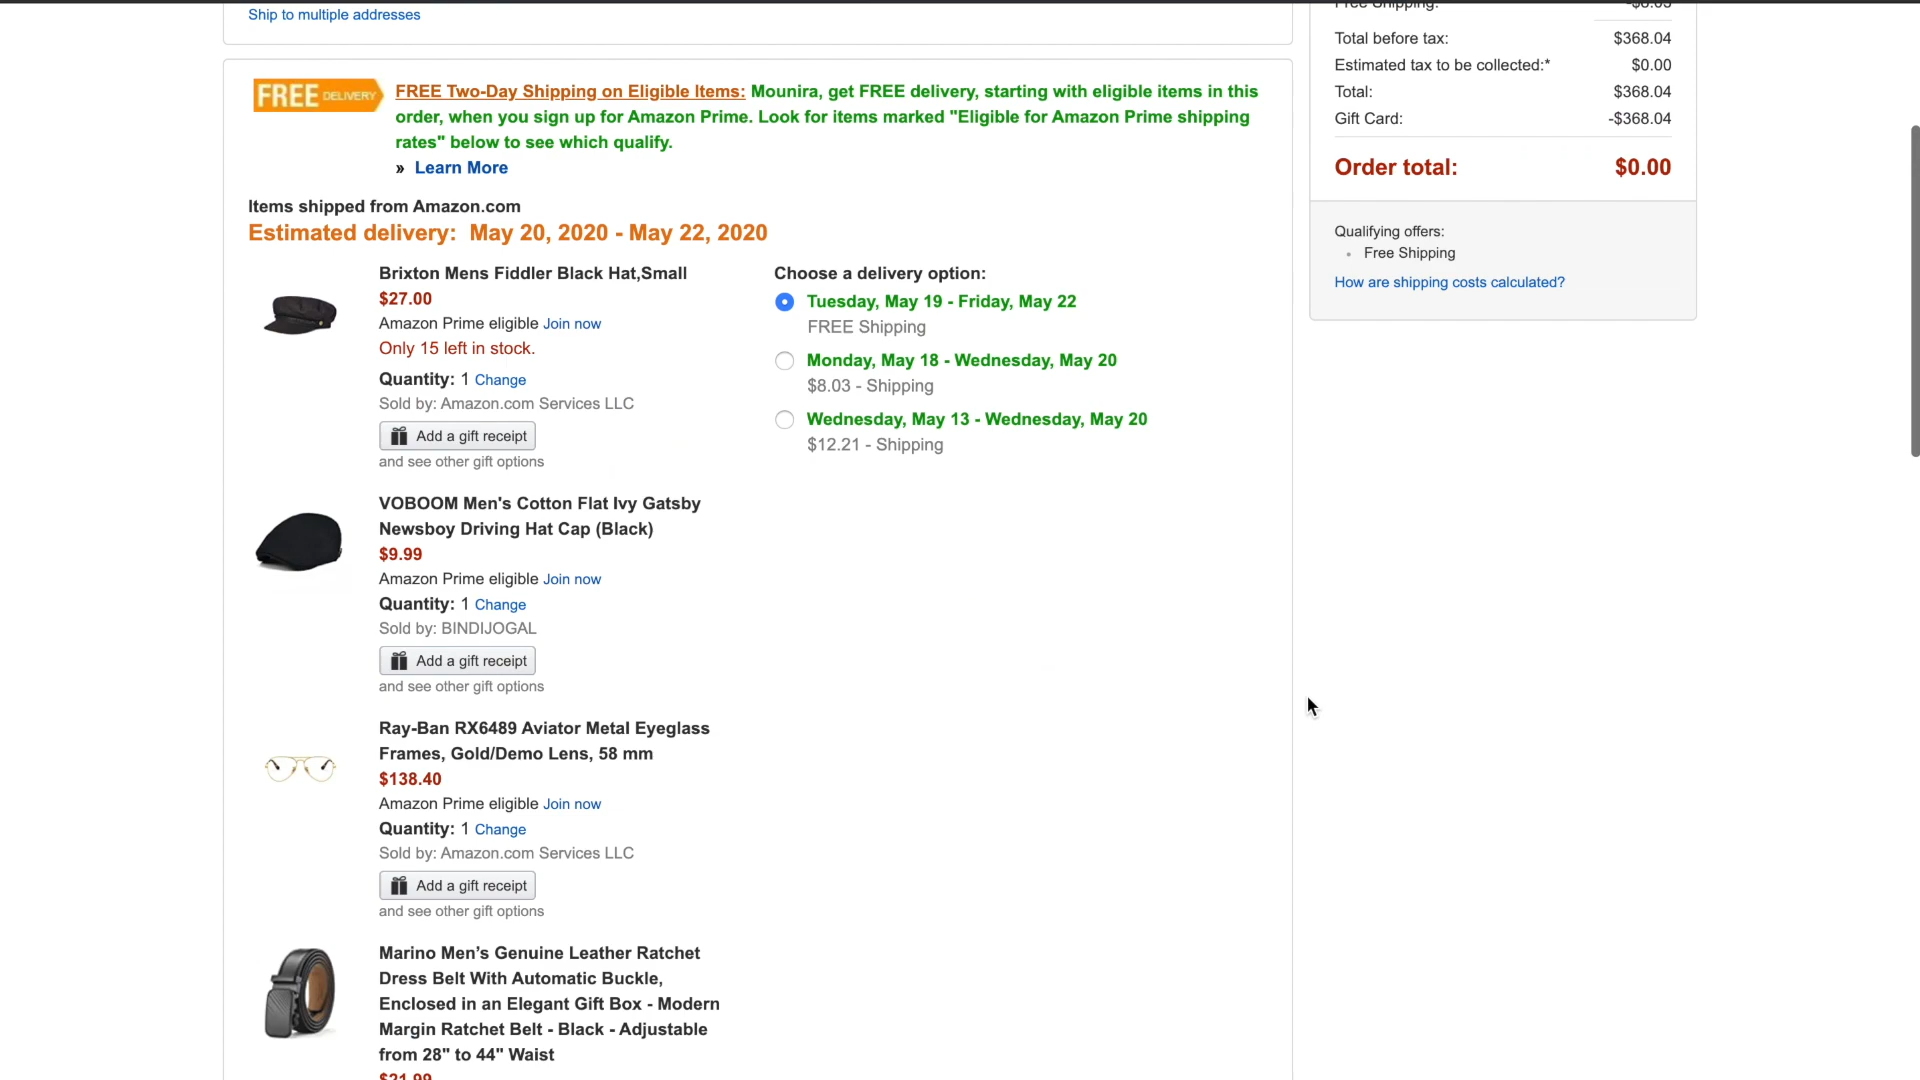 Ship to multiple addresses
FREE DELIVERY
FREE Two-Day Shipping on Eligible Items: Mounira, get FREE delivery, starting with eligible items in this
order, when you sign up for Amazon Prime. Look for items marked "Eligible for Amazon Prime shipping
rates" below to see which qualify.
» Learn More
Items shipped from Amazon.com
Estimated delivery: May 20, 2020 - May 22, 2020
Brixton Mens Fiddler Black Hat,Small
$27.00
Amazon Prime eligible Join now
Only 15 left in stock.
Quantity: 1 Change
Sold by: Amazon.com Services LLC
Add a gift receipt
and see other gift options
Choose a delivery option:
Tuesday, May 19 - Friday, May 22
FREE Shipping
Monday, May 18 - Wednesday, May 20
$8.03 - Shipping
Wednesday, May 13 - Wednesday, May 20
$12.21 - Shipping
VOBOOM Men's Cotton Flat Ivy Gatsby
Newsboy Driving Hat Cap (Black)
$9.99
Amazon Prime eligible Join now
Quantity: 1 Change
Sold by: BINDIJOGAL
Add a gift receipt
and see other gift options
Ray-Ban RX6489 Aviator Metal Eyeglass
Frames, Gold/Demo Lens, 58 mm
$138.40
Amazon Prime eligible Join now
Quantity: 1 Change
Sold by: Amazon.com Services LLC
Add a gift receipt
and see other gift options
Marino Men’s Genuine Leather Ratchet
Dress Belt With Automatic Buckle,
Enclosed in an Elegant Gift Box - Modern
Margin Ratchet Belt - Black - Adjustable
from 28" to 44" Waist
$21.99
Free Shipping: -$8.03
Total before tax: $368.04
Estimated tax to be collected:* $0.00
Total: $368.04
Gift Card: -$368.04
Order total: $0.00
Qualifying offers:
• Free Shipping
How are shipping costs calculated?